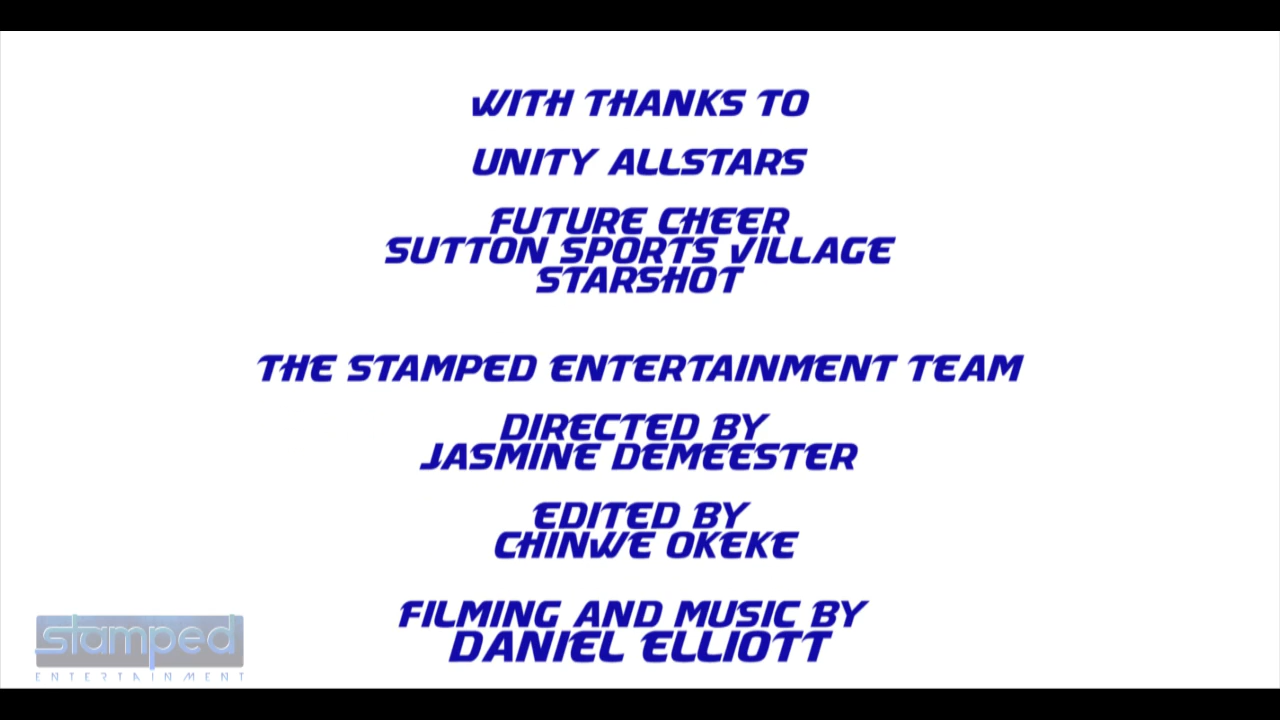 WITH THANKS TO
UNITY ALLSTARS
FUTURE CHEER
SUTTON SPORTS VILLAGE
STARSHOT
THE STAMPED ENTERTAINMENT TEAM
DIRECTED BY
JASMINE DEMEESTER
EDITED BY
CHINWE OKEKE
FILMING AND MUSIC BY
DANIEL ELLIOTT
stamped
ENTERTAINMENT